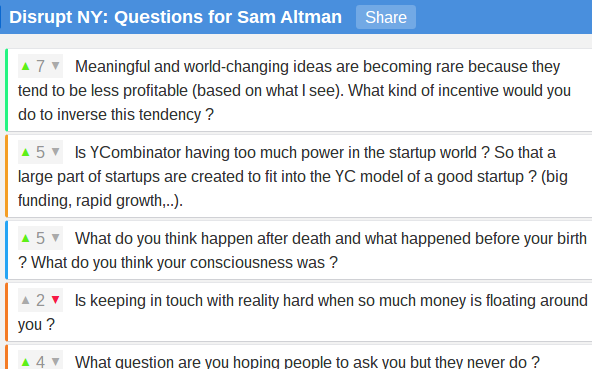 Disrupt NY: Questions for Sam Altman Share
▲ 7 ▼ Meaningful and world-changing ideas are becoming rare because they
tend to be less profitable (based on what I see). What kind of incentive would you
do to inverse this tendency ?
▲ 5 ▼ Is YCombinator having too much power in the startup world ? So that a
large part of startups are created to fit into the YC model of a good startup ? (big
funding, rapid growth,..).
▲ 5 ▼ What do you think happen after death and what happened before your birth
? What do you think your consciousness was ?
▲ 2 ▼ Is keeping in touch with reality hard when so much money is floating around
you ?
▲ 4 ▼ What question are you hoping people to ask you but they never do ?